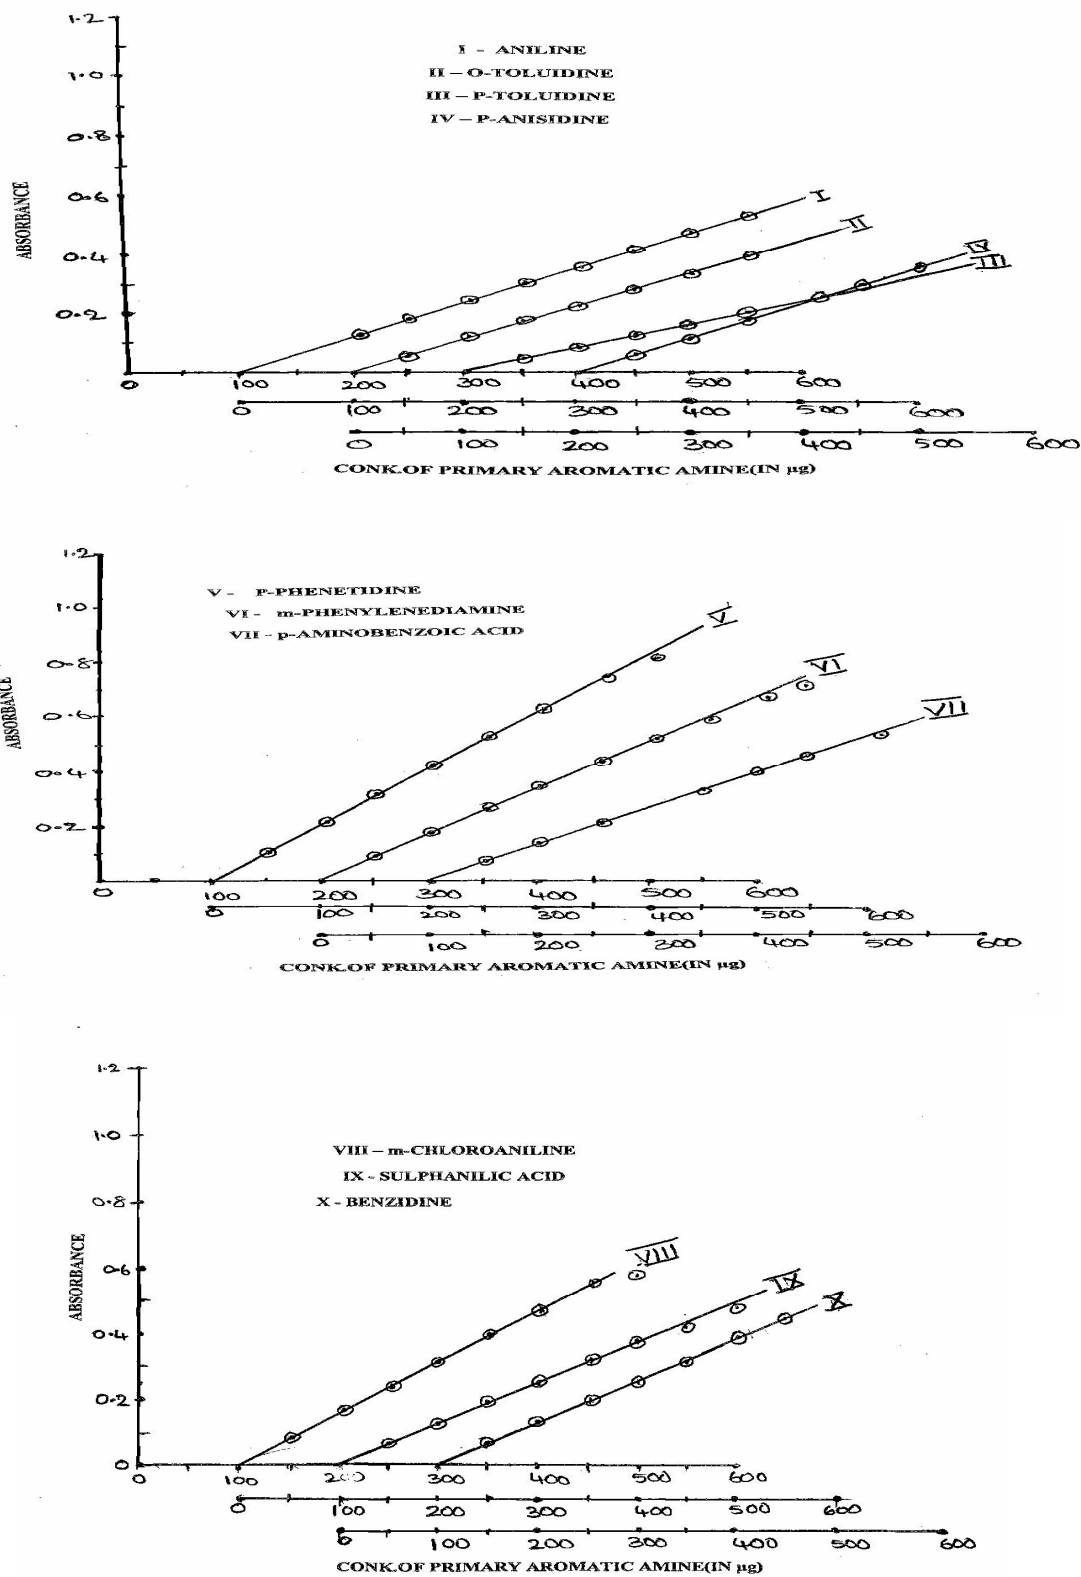 1.2
I - ANILINE
1.0
II – O-TOLUIDINE
III – P-TOLUIDINE
IV – P-ANISIDINE
0.8
ABSORBANCE
0.6
I
II
0.4
IV
III
0.2
0 100 200 300 400 500 600
0 100 200 300 400 500 600
0 100 200 300 400 500 600
CONK.OF PRIMARY AROMATIC AMINE(IN µg)
1.2
V - P-PHENETIDINE
1.0
VI - m-PHENYLENEDIAMINE
V
VII - p-AMINOBENZOIC ACID
0.8
VI
ABSORBANCE
0.6
VII
0.4
0.2
0 100 200 300 400 500 600
0 100 200 300 400 500 600
0 100 200 300 400 500 600
CONK.OF PRIMARY AROMATIC AMINE(IN µg)
1.2
1.0
VIII – m-CHLOROANILINE
IX - SULPHANILIC ACID
0.8
X - BENZIDINE
ABSORBANCE
VIII
0.6
IX
X
0.4
0.2
0
0 100 200 300 400 500 600
0 100 200 300 400 500 600
0 100 200 300 400 500 600
CONK.OF PRIMARY AROMATIC AMINE(IN µg)